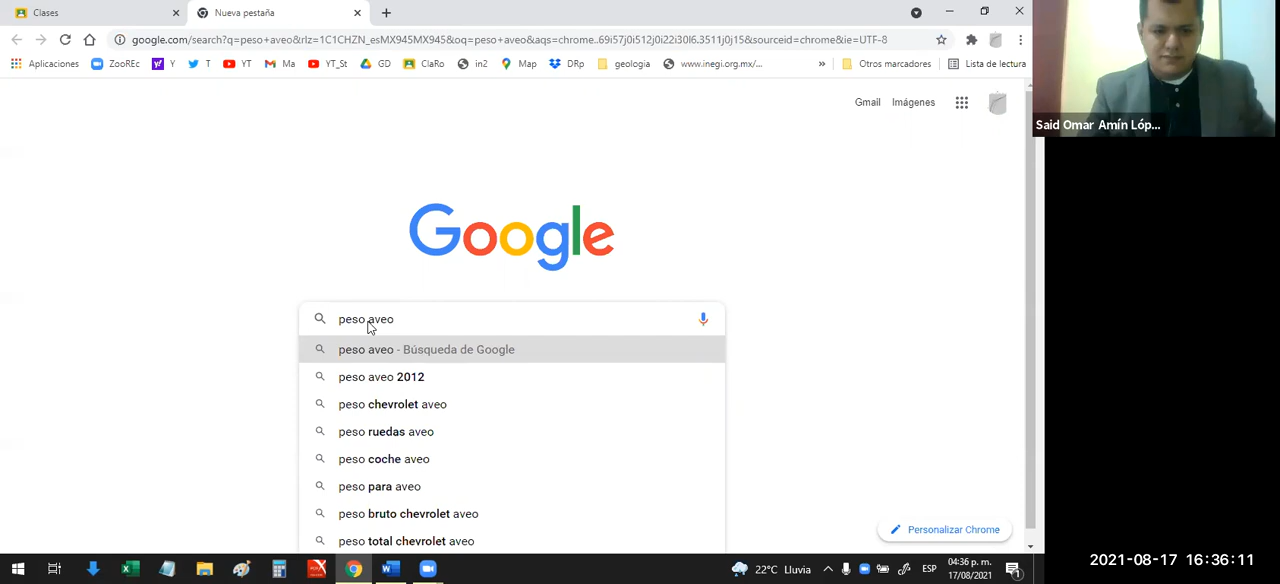 Clases
Nueva pestaña
google.com/search?q=peso+aveo&rlz=1C1CHZN_esMX945MX945&oq=peso+aveo&aqs=chrome..69i57j0i512j0i22i30l6.3511j0j15&sourceid=chrome&ie=UTF-8
Aplicaciones ZooREc Y T YT Ma YT_St GD ClaRo in2 Map DRp geologia www.inegi.org.mx/... » Otros marcadores Lista de lectura
Said Omar Amín Lóp...
Gmail Imágenes
Google
peso aveo
peso aveo - Búsqueda de Google
peso aveo 2012
peso chevrolet aveo
peso ruedas aveo
peso coche aveo
peso para aveo
peso bruto chevrolet aveo
peso total chevrolet aveo
Personalizar Chrome
22°C Lluvia ESP 04:36 p. m.
17/08/2021
1
2021-08-17 16:36:11